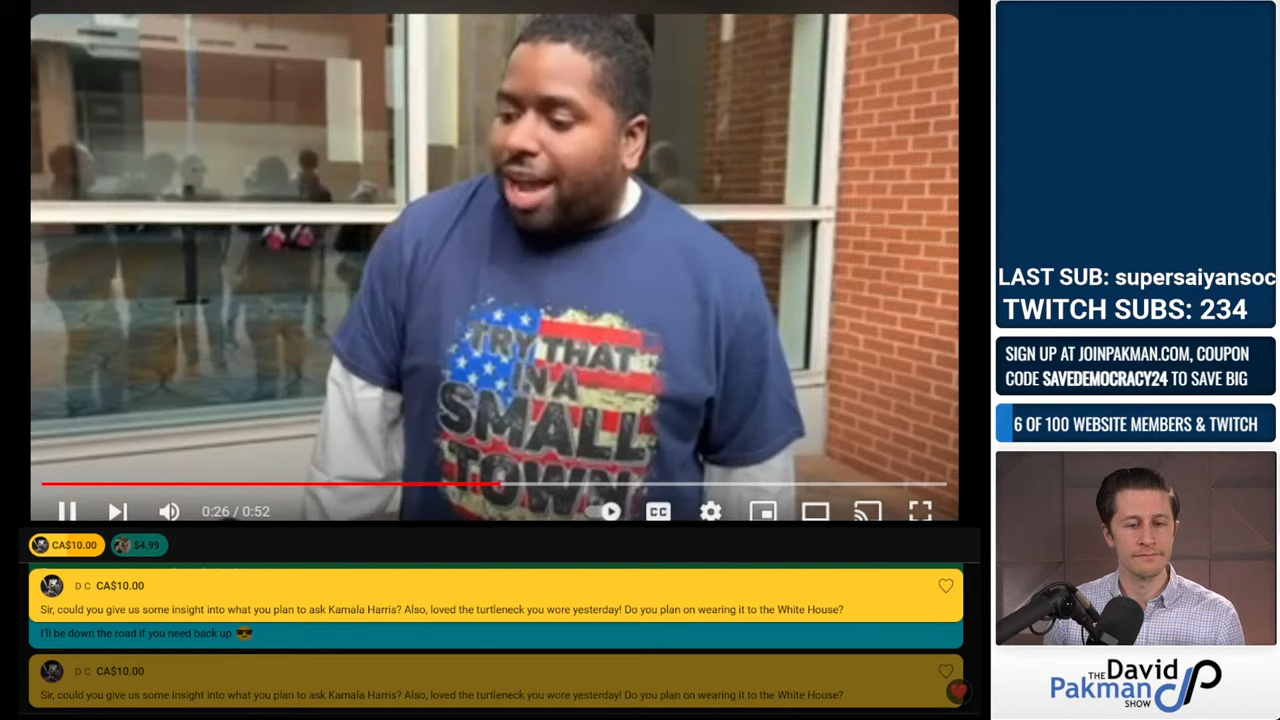 TRY THAT
IN A
SMALL
TOWN
0:26 / 0:52
CC
CA$10.00
$4.99
D C CA$10.00
Sir, could you give us some insight into what you plan to ask Kamala Harris? Also, loved the turtleneck you wore yesterday! Do you plan on wearing it to the White House?
I'll be down the road if you need back up 😎
D C CA$10.00
Sir, could you give us some insight into what you plan to ask Kamala Harris? Also, loved the turtleneck you wore yesterday! Do you plan on wearing it to the White House?
LAST SUB: supersaiyansoc
TWITCH SUBS: 234
SIGN UP AT JOINPAKMAN.COM, COUPON
CODE SAVEDEMOCRACY24 TO SAVE BIG
6 OF 100 WEBSITE MEMBERS & TWITCH
THE David
Pakman
SHOW